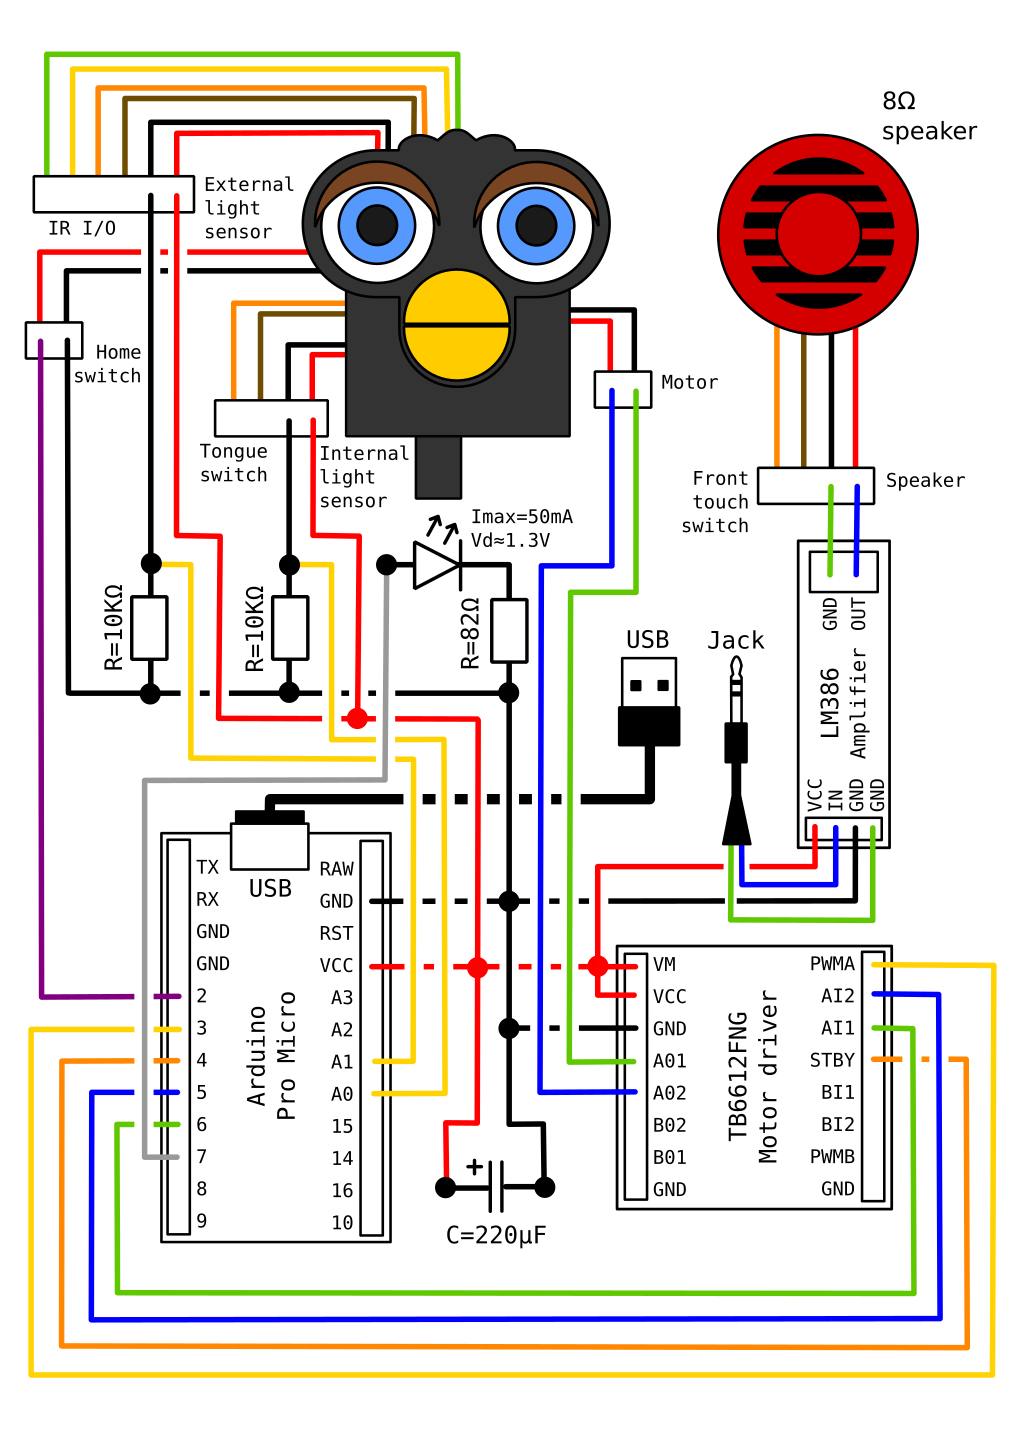 8Ω
speaker
External
light
sensor
IR I/O
Home
switch
Motor
Tongue
switch
Internal
light
sensor
Front
touch
switch
Speaker
Imax=50mA
Vd≈1.3V
R=10KΩ
R=10KΩ
R=82Ω
USB
Jack
GND
OUT
LM386
Amplifier
VCC
IN
GND
GND
USB
TX
RX
GND
GND
2
3
4
5
6
7
8
9
Arduino
Pro Micro
RAW
GND
RST
VCC
A3
A2
A1
A0
15
14
16
10
+
C=220µF
VM
VCC
GND
A01
A02
B02
B01
GND
TB6612FNG
Motor driver
PWMA
AI2
AI1
STBY
BI1
BI2
PWMB
GND